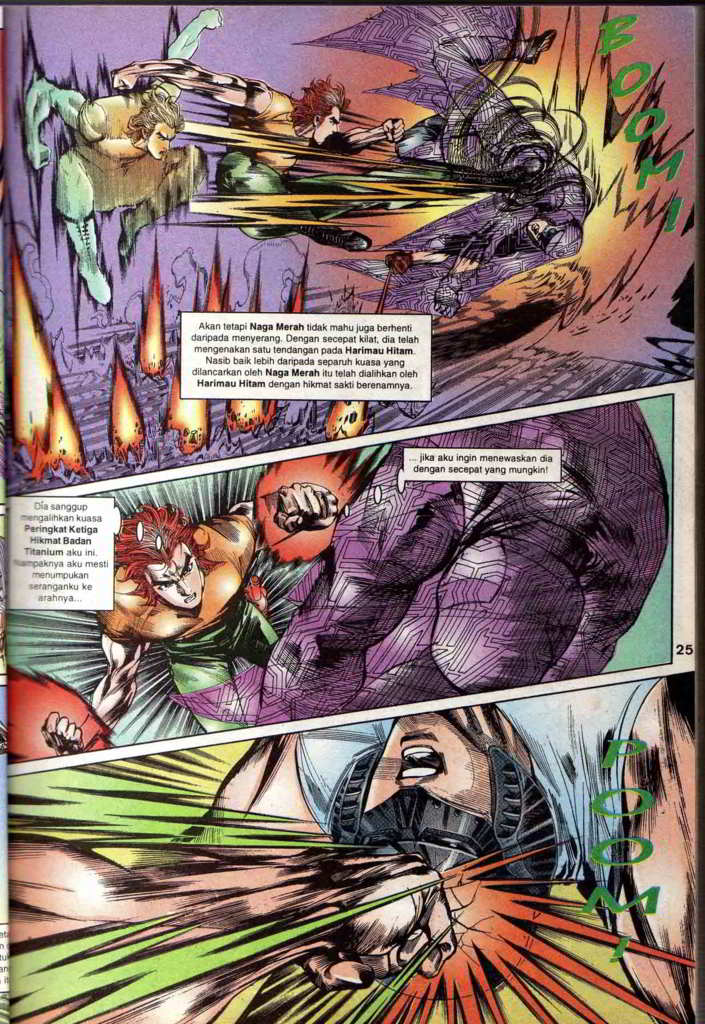 BOOM!
Akan tetapi Naga Merah tidak mahu juga berhenti
daripada menyerang. Dengan secepat kilat, dia telah
mengenakan satu tendangan pada Harimau Hitam.
Nasib baik lebih daripada separuh kuasa yang
dilancarkan oleh Naga Merah itu telah dialihkan oleh
Harimau Hitam dengan hikmat sakti berenamnya.
Dia sanggup
mengalihkan kuasa
Peringkat Ketiga
Hikmat Badan
Titanium aku ini.
Nampaknya aku mesti
menumpukan
seranganku ke
arahnya...
... jika aku ingin menewaskan dia
dengan secepat yang mungkin!
25
POOM!